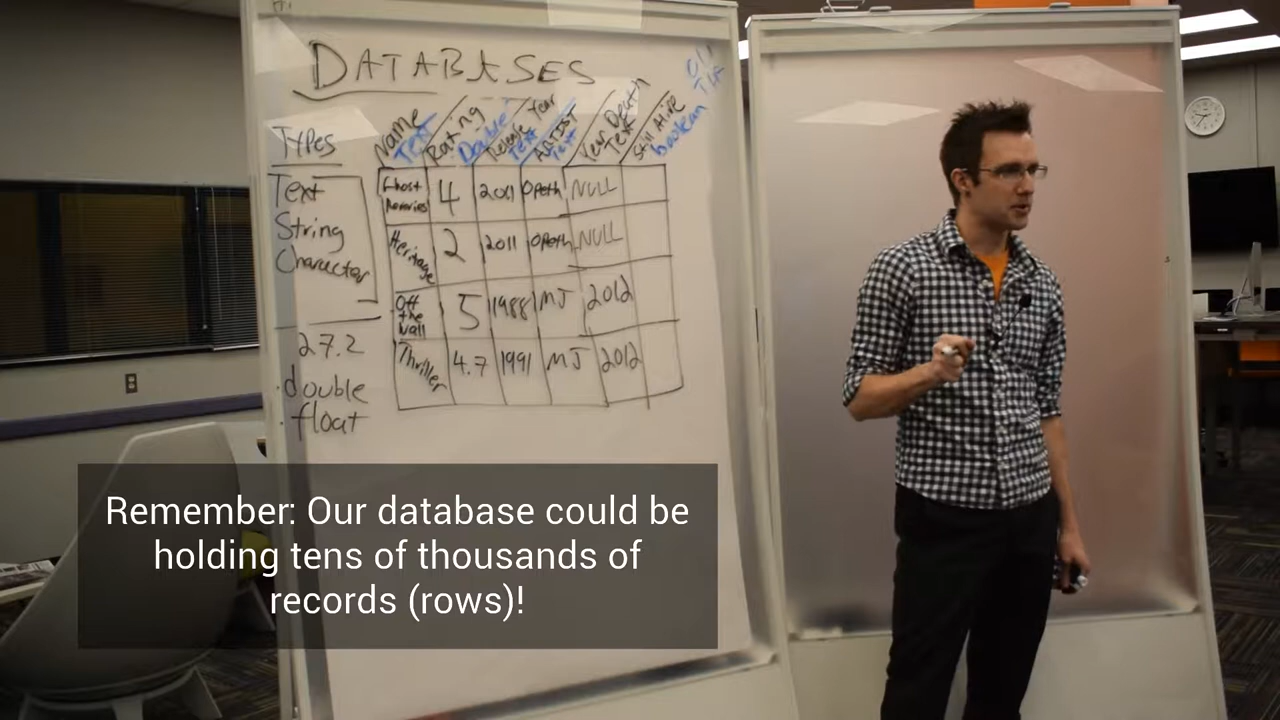 DATABASES
TYPES
Text
String
Character
27.2
· double
· float
Name
Text
Rating
Double
Release Year
Text
ARTIST
Text
Year Death
Text
Still Alive
boolean
0/1
T/F
Ghost Reveries 4 2011 Opeth NULL
Heritage 2 2011 Opeth NULL
Off the Wall 5 1988 MJ 2012
Thriller 4.7 1991 MJ 2012
Remember: Our database could be
holding tens of thousands of
records (rows)!